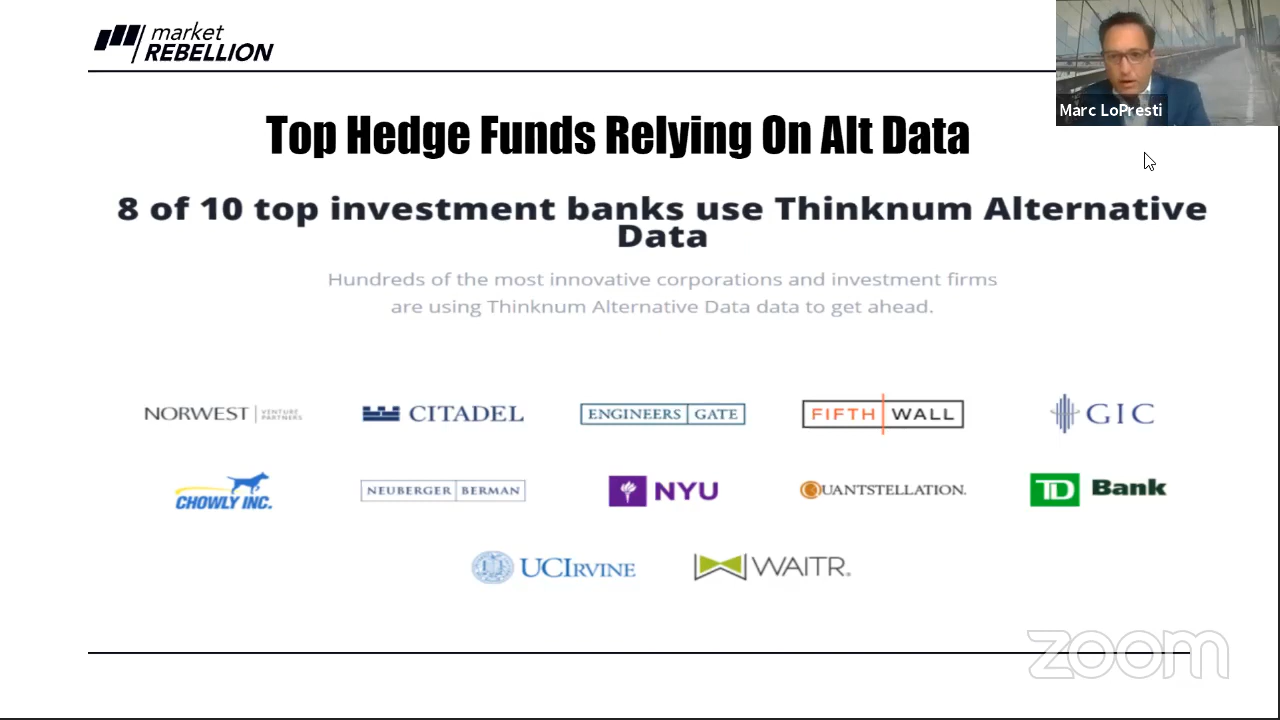 market
REBELLION
Marc LoPresti
Top Hedge Funds Relying On Alt Data
8 of 10 top investment banks use Thinknum Alternative
Data
Hundreds of the most innovative corporations and investment firms
are using Thinknum Alternative Data data to get ahead.
NORWEST VENTURE PARTNERS
CITADEL
ENGINEERS GATE
FIFTH WALL
GIC
CHOWLY INC.
NEUBERGER BERMAN
NYU
QUANTSTELLATION.
TD Bank
UCIRVINE
WAITR.
zoom